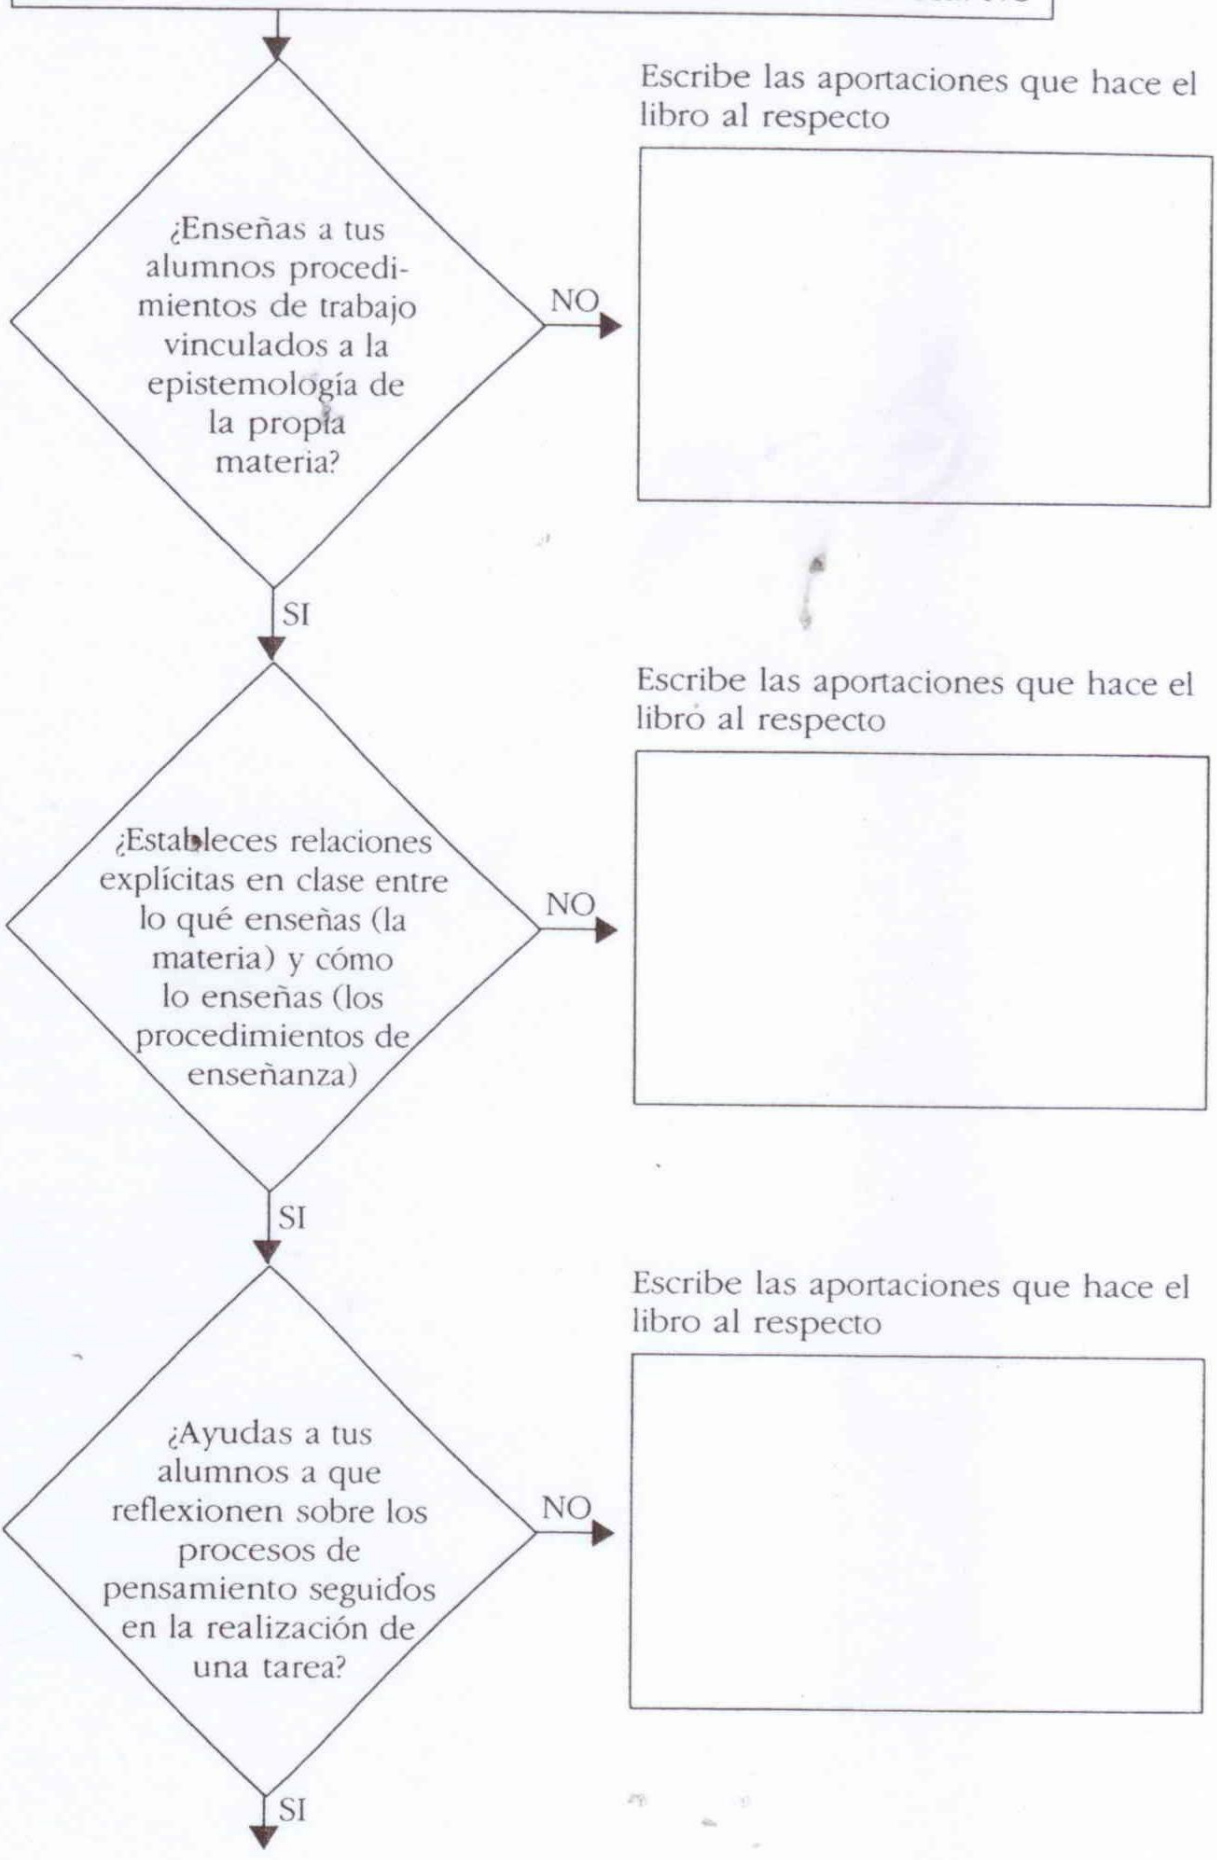 Escribe las aportaciones que hace el
libro al respecto
¿Enseñas a tus
alumnos procedi-
mientos de trabajo
vinculados a la
epistemología de
la propia
materia?
NO
SI
Escribe las aportaciones que hace el
libro al respecto
¿Estableces relaciones
explícitas en clase entre
lo qué enseñas (la
materia) y cómo
lo enseñas (los
procedimientos de
enseñanza)
NO
SI
Escribe las aportaciones que hace el
libro al respecto
¿Ayudas a tus
alumnos a que
reflexionen sobre los
procesos de
pensamiento seguidos
en la realización de
una tarea?
NO
SI